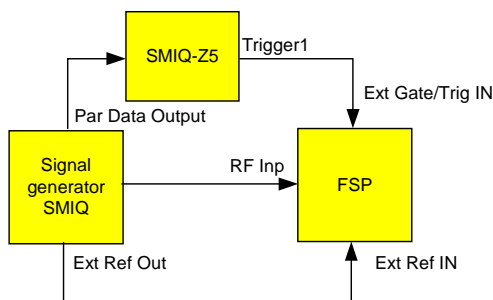 SMIQ-Z5
Trigger1
Ext Gate/Trig IN
Par Data Output
Signal
generator
SMIQ
RF Inp
FSP
Ext Ref Out
Ext Ref IN